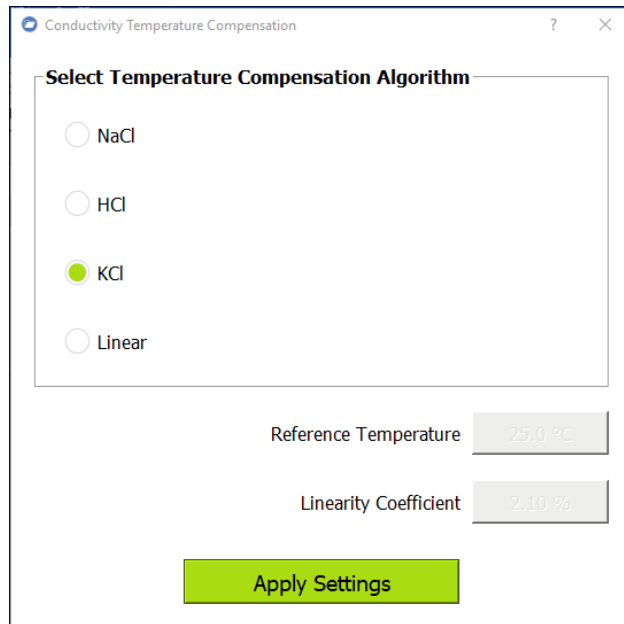 Conductivity Temperature Compensation ? ×
Select Temperature Compensation Algorithm
NaCl
HCl
KCl
Linear
Reference Temperature 25.0 °C
Linearity Coefficient 2.10 %
Apply Settings